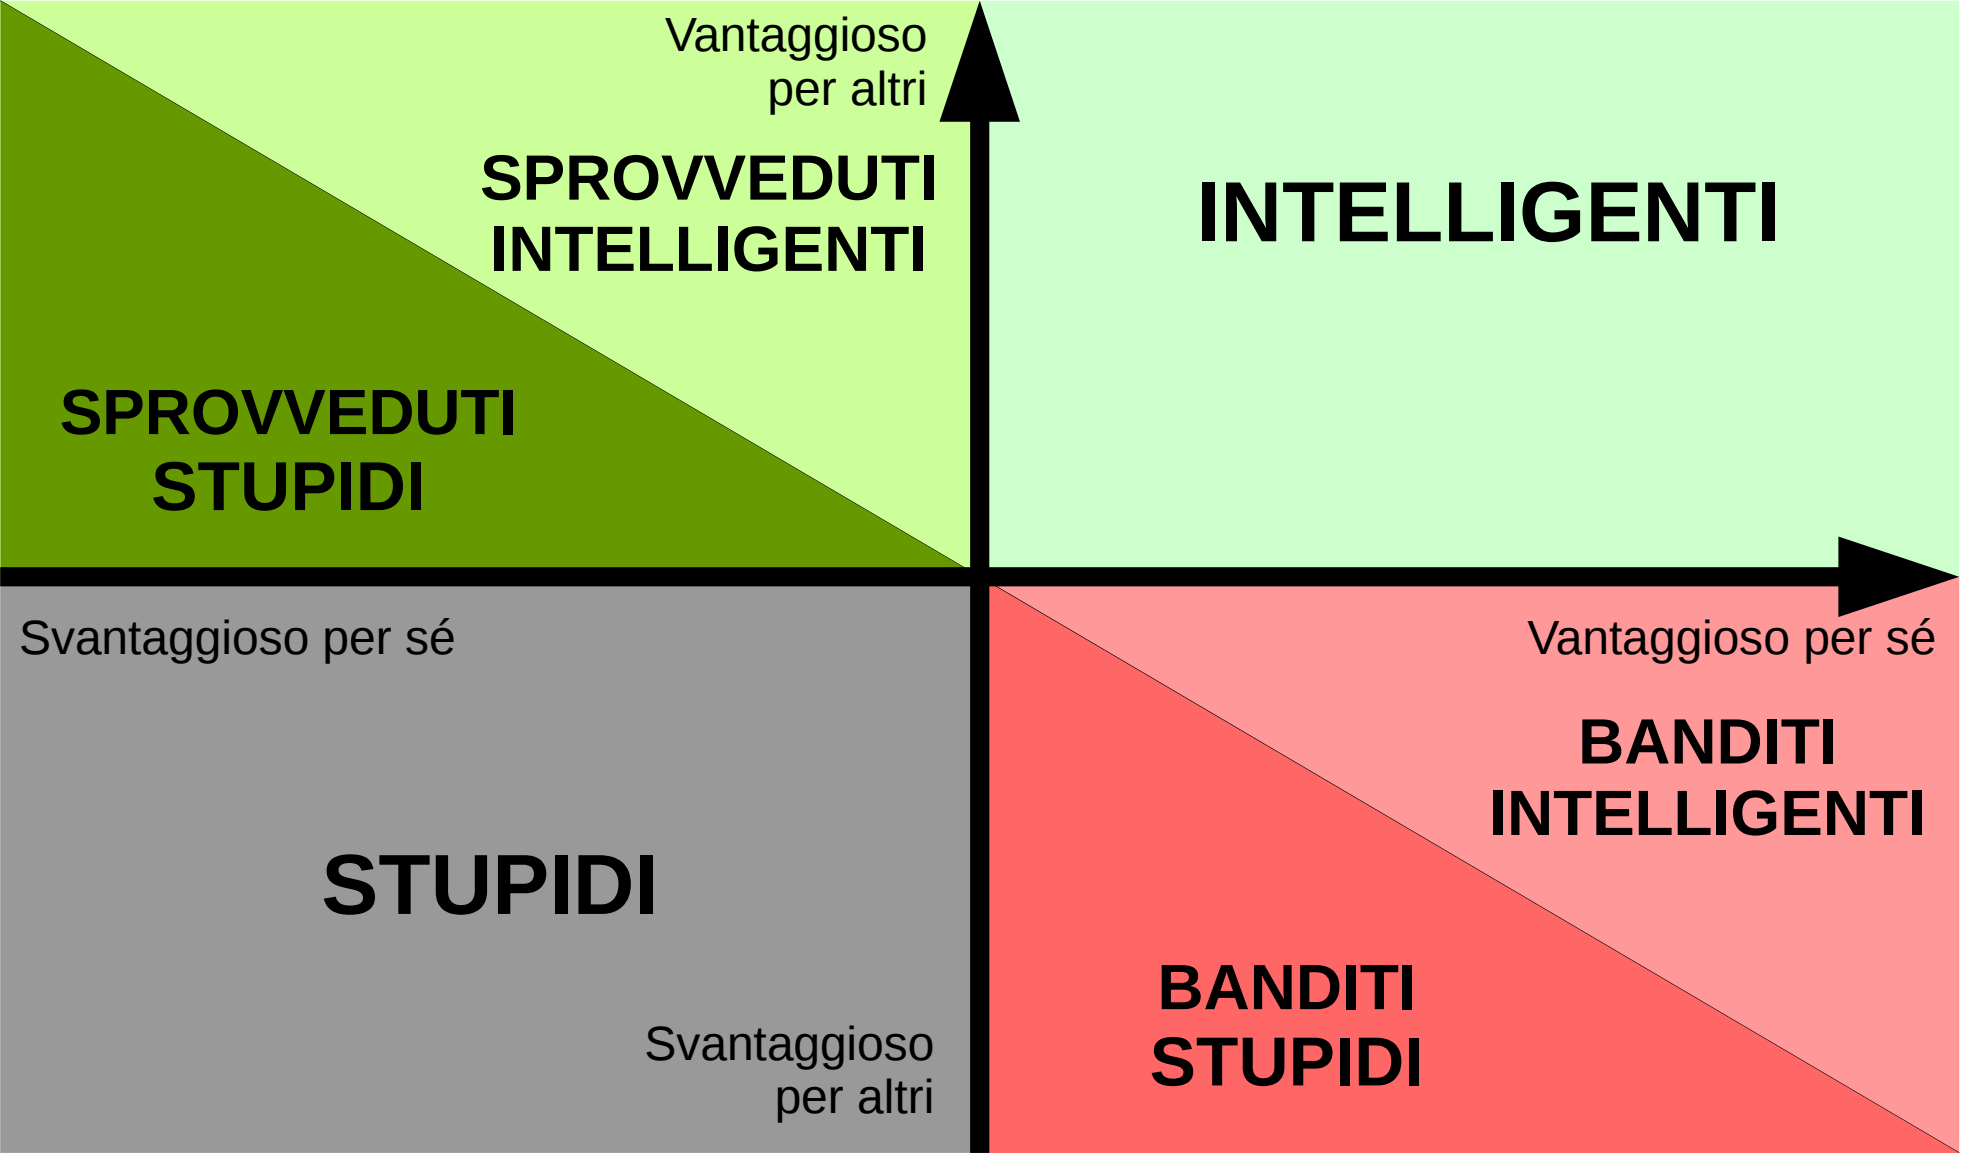 Vantaggioso
per altri
SPROVVEDUTI
INTELLIGENTI
INTELLIGENTI
SPROVVEDUTI
STUPIDI
Svantaggioso per sé
Vantaggioso per sé
BANDITI
INTELLIGENTI
STUPIDI
BANDITI
STUPIDI
Svantaggioso
per altri